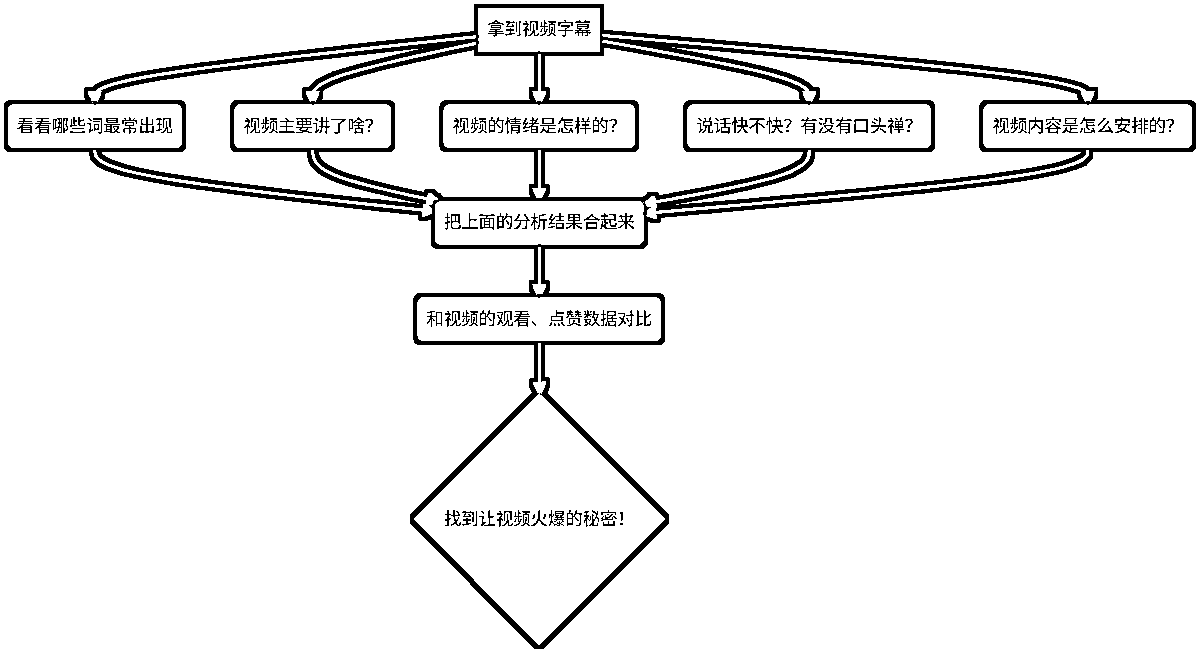 拿到视频字幕
看看哪些词最常出现
视频主要讲了啥？
视频的情绪是怎样的？
说话快不快？有没有口头禅？
视频内容是怎么安排的？
把上面的分析结果合起来
和视频的观看、点赞数据对比
找到让视频火爆的秘密！